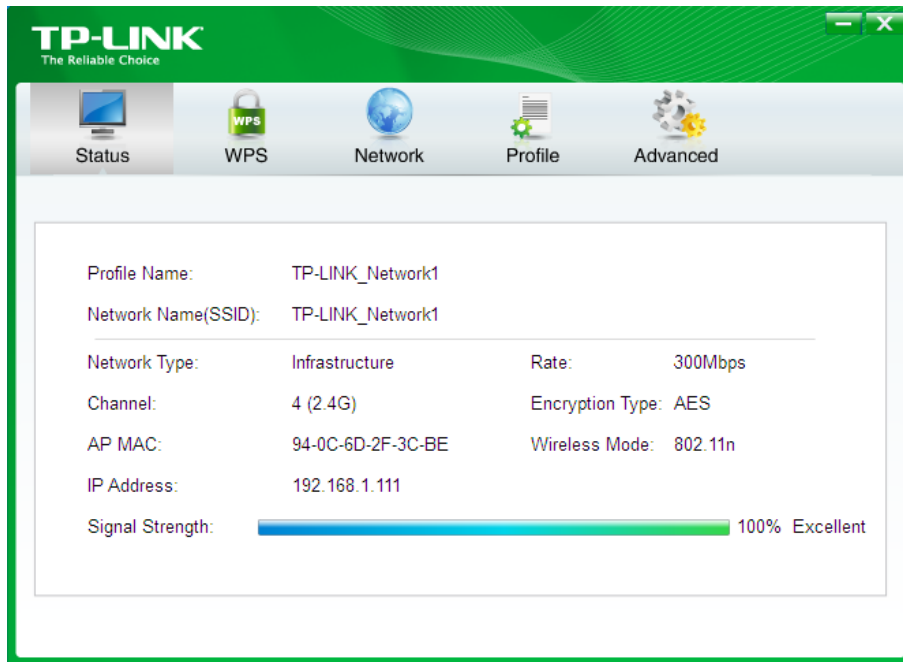 TP-LINK
The Reliable Choice
WPS
Status WPS Network Profile Advanced
Profile Name: TP-LINK_Network1
Network Name(SSID): TP-LINK_Network1
Network Type: Infrastructure Rate: 300Mbps
Channel: 4 (2.4G) Encryption Type: AES
AP MAC: 94-0C-6D-2F-3C-BE Wireless Mode: 802.11n
IP Address: 192.168.1.111
Signal Strength: 100% Excellent